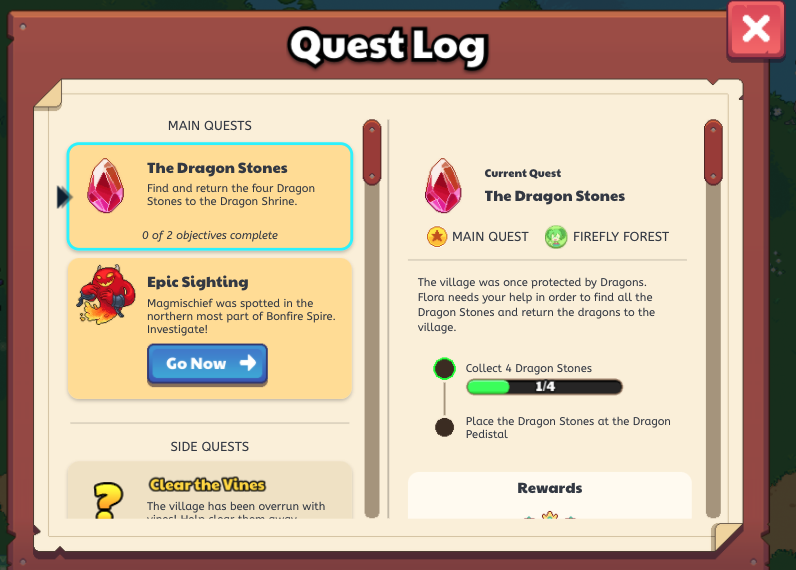 Quest Log
MAIN QUESTS
The Dragon Stones
Find and return the four Dragon
Stones to the Dragon Shrine.
0 of 2 objectives complete
Epic Sighting
Magmischief was spotted in the
northern most part of Bonfire Spire.
Investigate!
Go Now
SIDE QUESTS
Clear the Vines
The village has been overrun with
vines! Help clear them away
Current Quest
The Dragon Stones
MAIN QUEST
FIREFLY FOREST
The village was once protected by Dragons.
Flora needs your help in order to find all the
Dragon Stones and return the dragons to the
village.
Collect 4 Dragon Stones
1/4
Place the Dragon Stones at the Dragon
Pedistal
Rewards